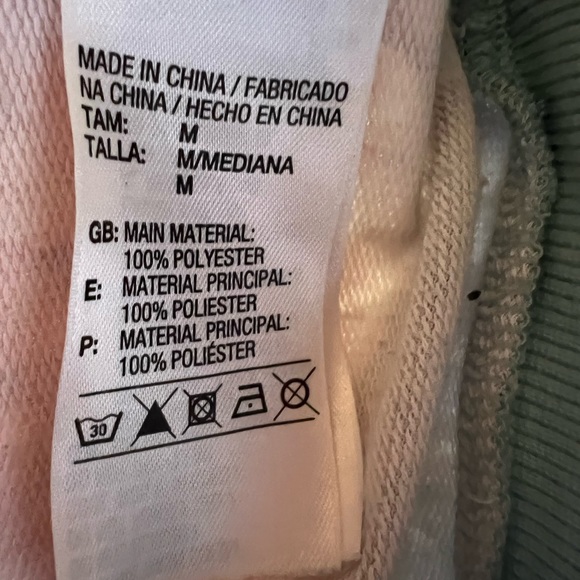 MADE IN CHINA / FABRICADO
NA CHINA / HECHO EN CHINA
TAM: M
TALLA: M/MEDIANA
M
GB: MAIN MATERIAL:
100% POLYESTER
E: MATERIAL PRINCIPAL:
100% POLIESTER
P: MATERIAL PRINCIPAL:
100% POLIÉSTER
30